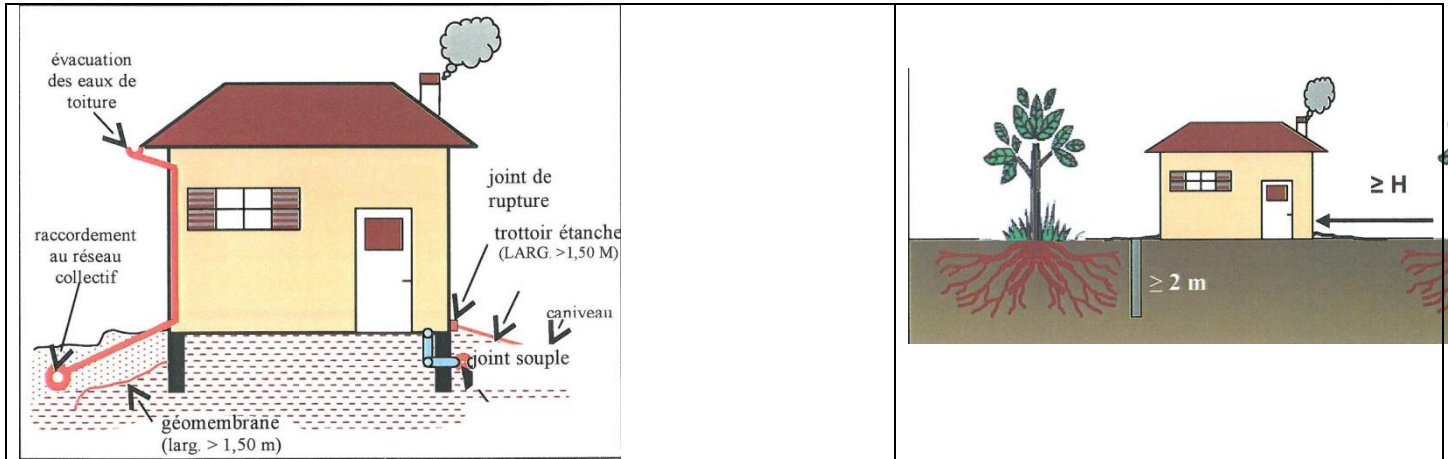 évacuation
des eaux de
toiture
joint de
rupture
trottoir étanche
(LARG. >1,50 M)
raccordement
au réseau
collectif
caniveau
joint souple
géomembrane
(larg. > 1,50 m)
≥ H
≥ 2 m